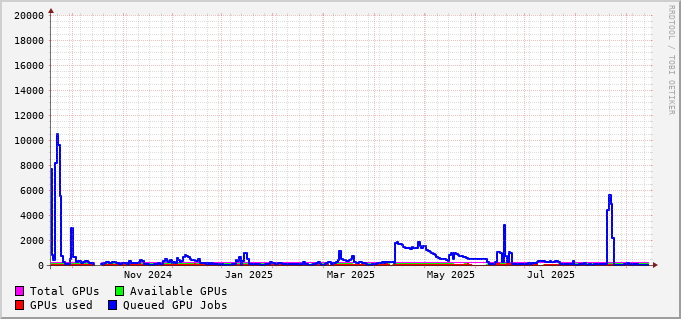 20000
18000
16000
14000
12000
10000
8000
6000
4000
2000
0
Nov 2024 Jan 2025 Mar 2025 May 2025 Jul 2025
Total GPUs Available GPUs
GPUs used Queued GPU Jobs
RRDTOOL / TOBI OETIKER